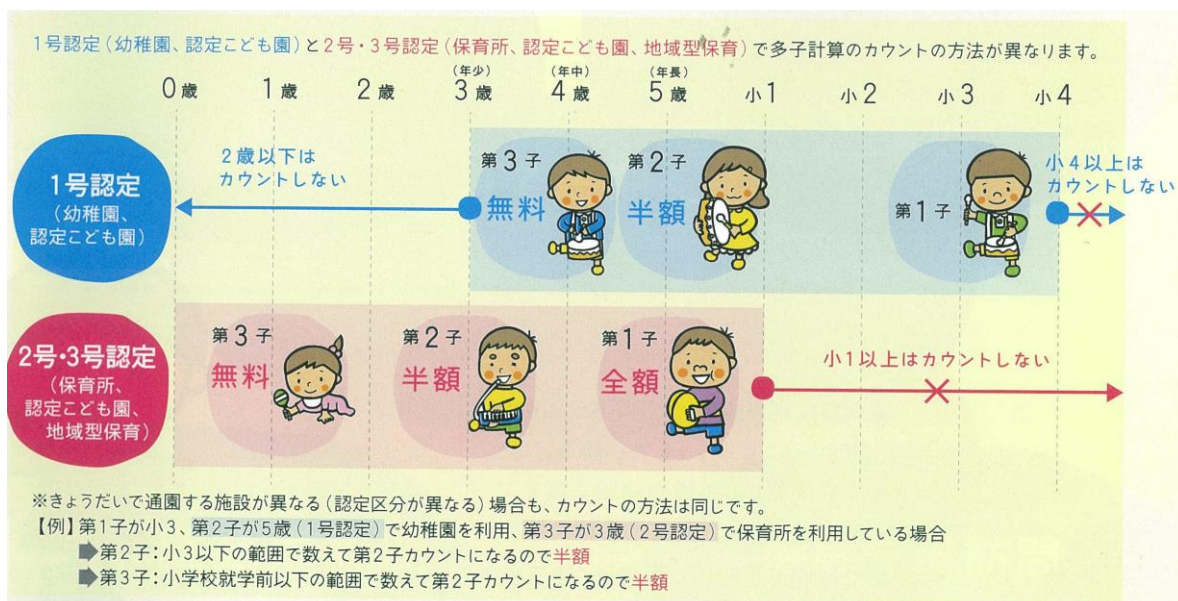 1号認定(幼稚園、認定こども園)と2号・3号認定(保育所、認定こども園、地域型保育)で多子計算のカウントの方法が異なります。
0歳 1歳 2歳 (年少)3歳 (年中)4歳 (年長)5歳 小1 小2 小3 小4
1号認定
(幼稚園、
認定こども園)
2歳以下は
カウントしない
第3子
無料
第2子
半額
第1子
小4以上は
カウントしない
2号・3号認定
(保育所、
認定こども園、
地域型保育)
第3子
無料
第2子
半額
第1子
全額
小1以上はカウントしない
※きょうだいで通園する施設が異なる(認定区分が異なる)場合も、カウントの方法は同じです。
【例】第1子が小3、第2子が5歳(1号認定)で幼稚園を利用、第3子が3歳(2号認定)で保育所を利用している場合
➡第2子:小3以下の範囲で数えて第2子カウントになるので半額
➡第3子:小学校就学前以下の範囲で数えて第2子カウントになるので半額